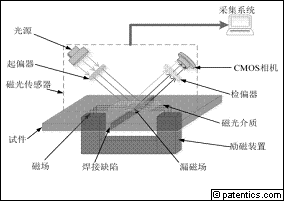 采集系统
光源
起偏器
CMOS相机
磁光传感器
检偏器
磁光介质
试件
励磁装置
磁场
焊接缺陷
漏磁场
© patentics.com